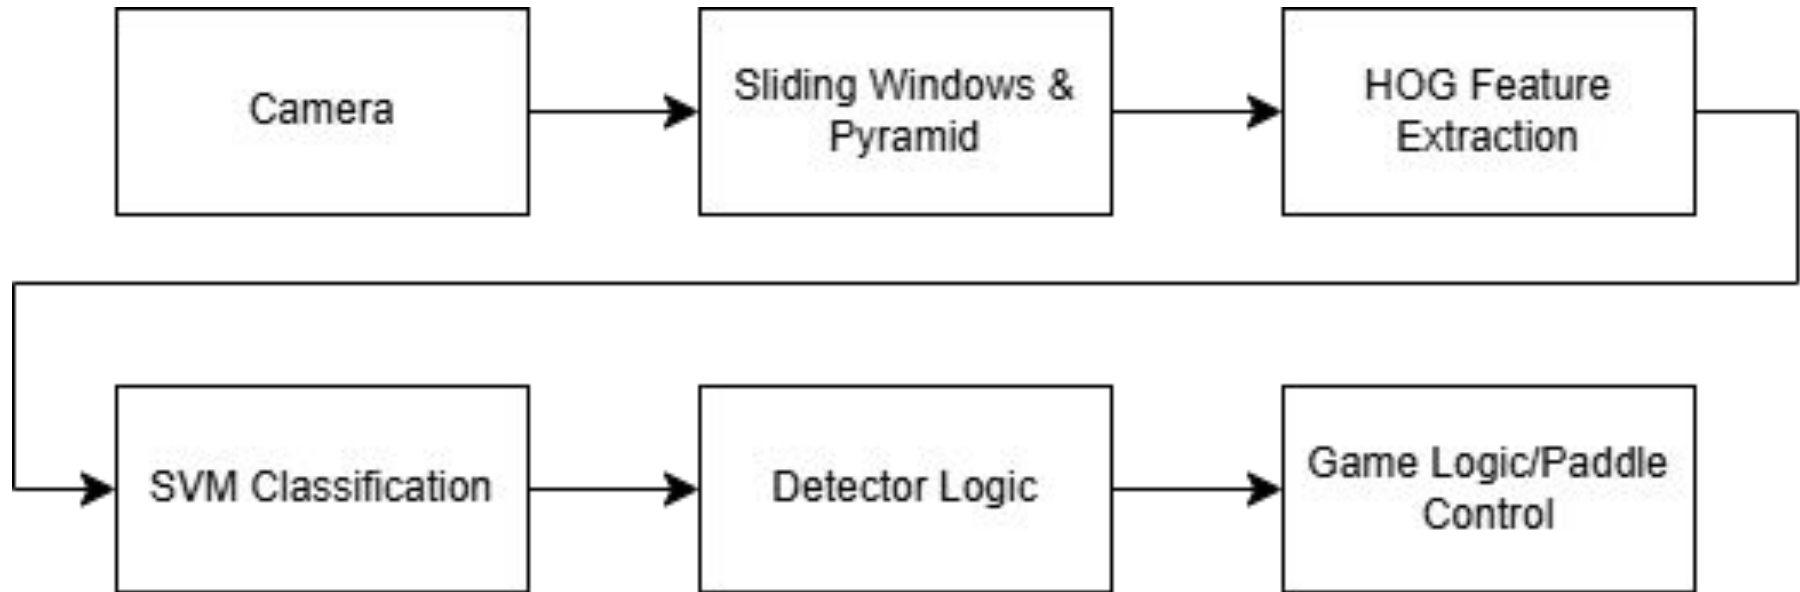 Camera
Sliding Windows &
Pyramid
HOG Feature
Extraction
SVM Classification
Detector Logic
Game Logic/Paddle
Control